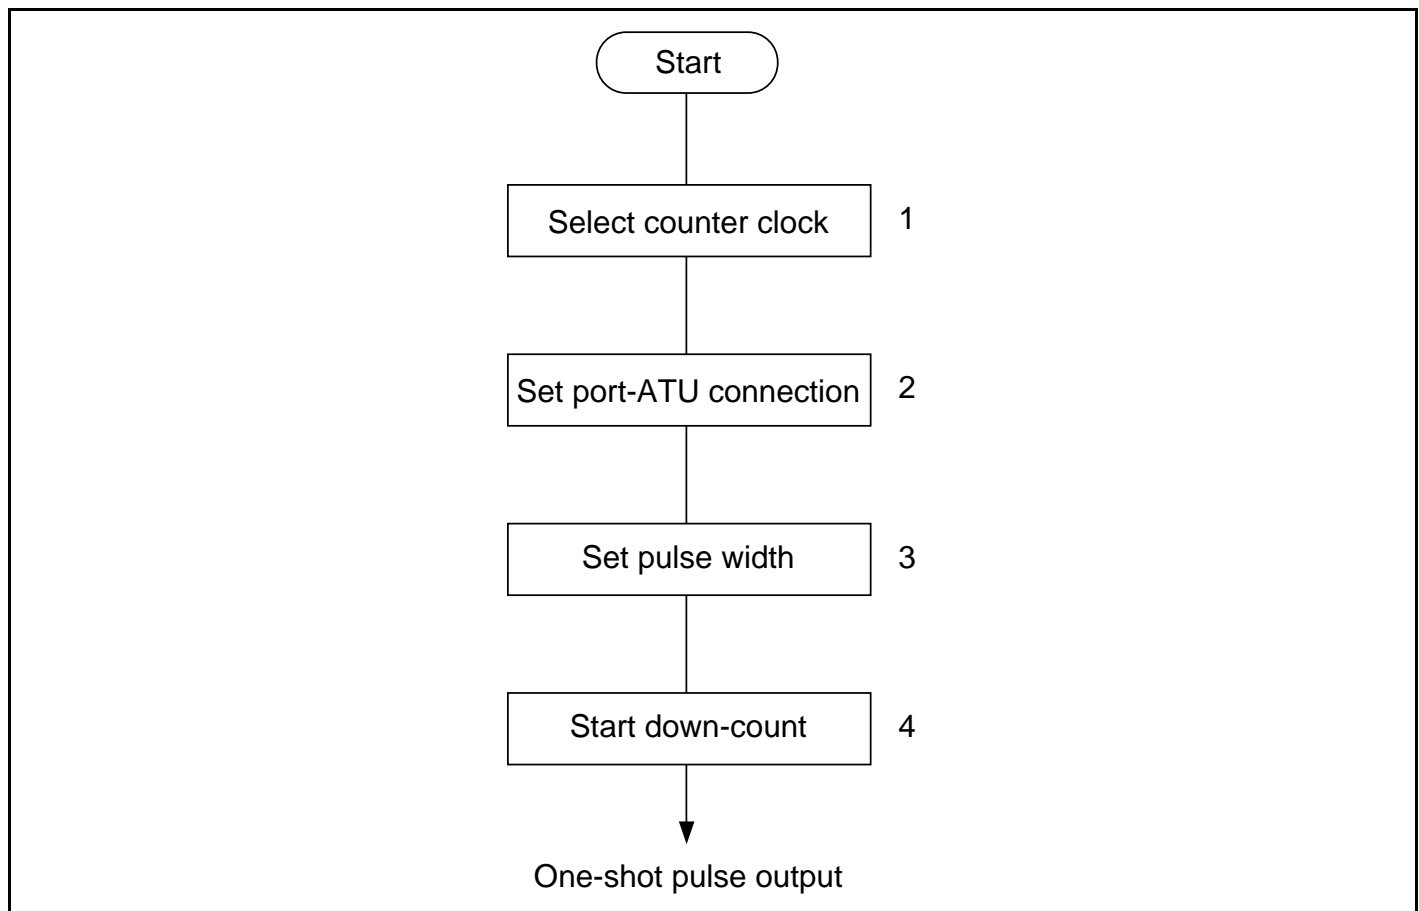 Start
Select counter clock 1
Set port-ATU connection 2
Set pulse width 3
Start down-count 4
One-shot pulse output